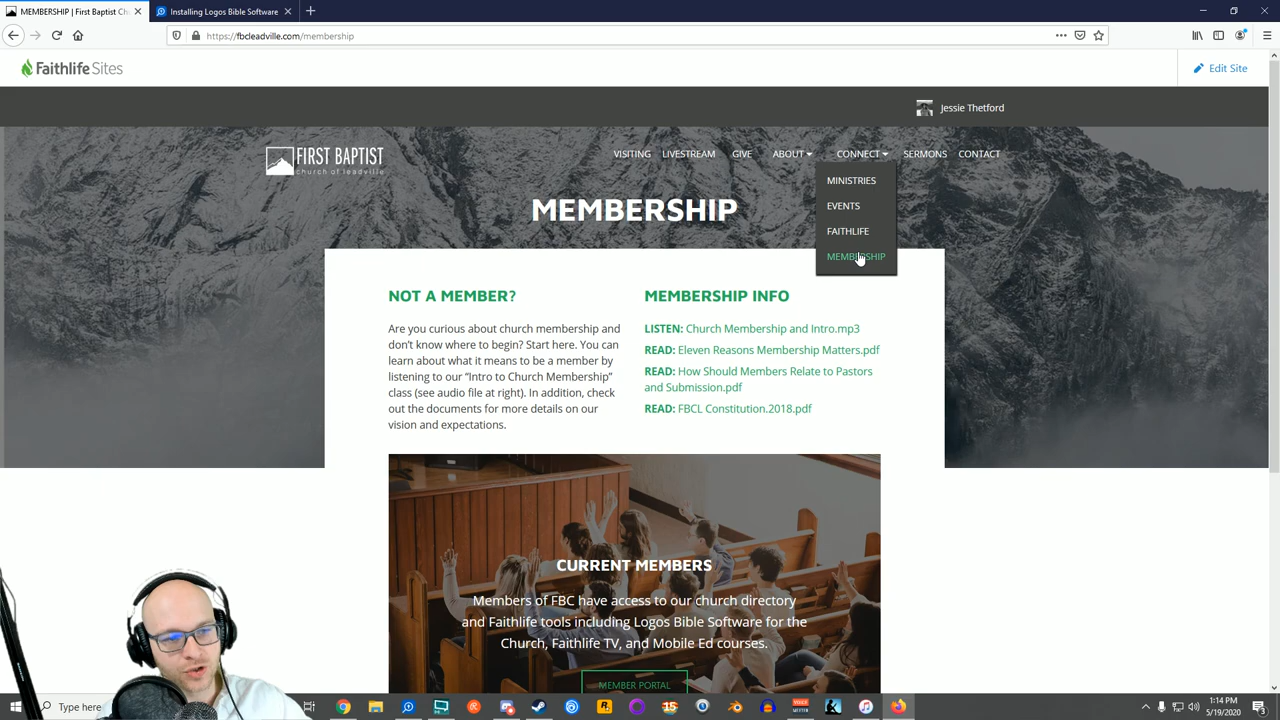 MEMBERSHIP | First Baptist Ch
Installing Logos Bible Software
https://fbcleadville.com/membership
Faithlife Sites
Edit Site
Jessie Thetford
FIRST BAPTIST
church of leadville
VISITING LIVESTREAM GIVE ABOUT CONNECT SERMONS CONTACT
MINISTRIES
EVENTS
FAITHLIFE
MEMBERSHIP
MEMBERSHIP
NOT A MEMBER?
Are you curious about church membership and
don't know where to begin? Start here. You can
learn about what it means to be a member by
listening to our “Intro to Church Membership”
class (see audio file at right). In addition, check
out the documents for more details on our
vision and expectations.
MEMBERSHIP INFO
LISTEN: Church Membership and Intro.mp3
READ: Eleven Reasons Membership Matters.pdf
READ: How Should Members Relate to Pastors
and Submission.pdf
READ: FBCL Constitution.2018.pdf
CURRENT MEMBERS
Members of FBC have access to our church directory
and Faithlife tools including Logos Bible Software for the
Church, Faithlife TV, and Mobile Ed courses.
MEMBER PORTAL
Type here
1:14 PM
5/19/2020